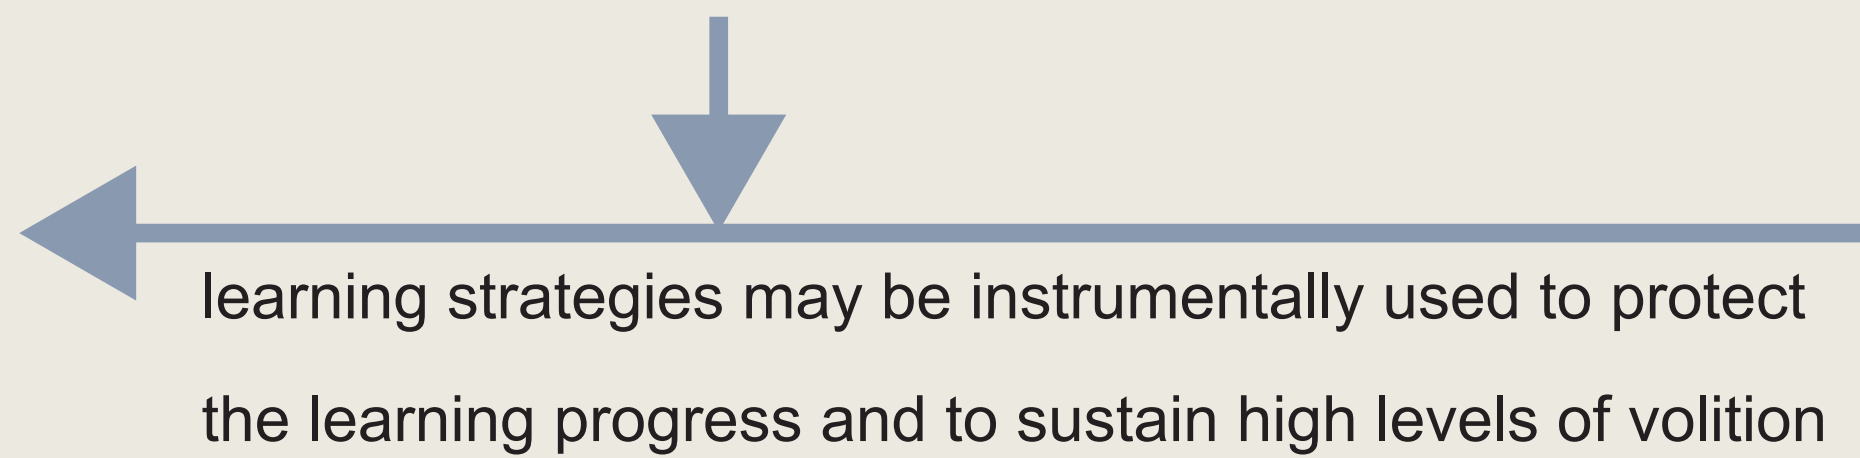 learning strategies may be instrumentally used to protect
the learning progress and to sustain high levels of volition